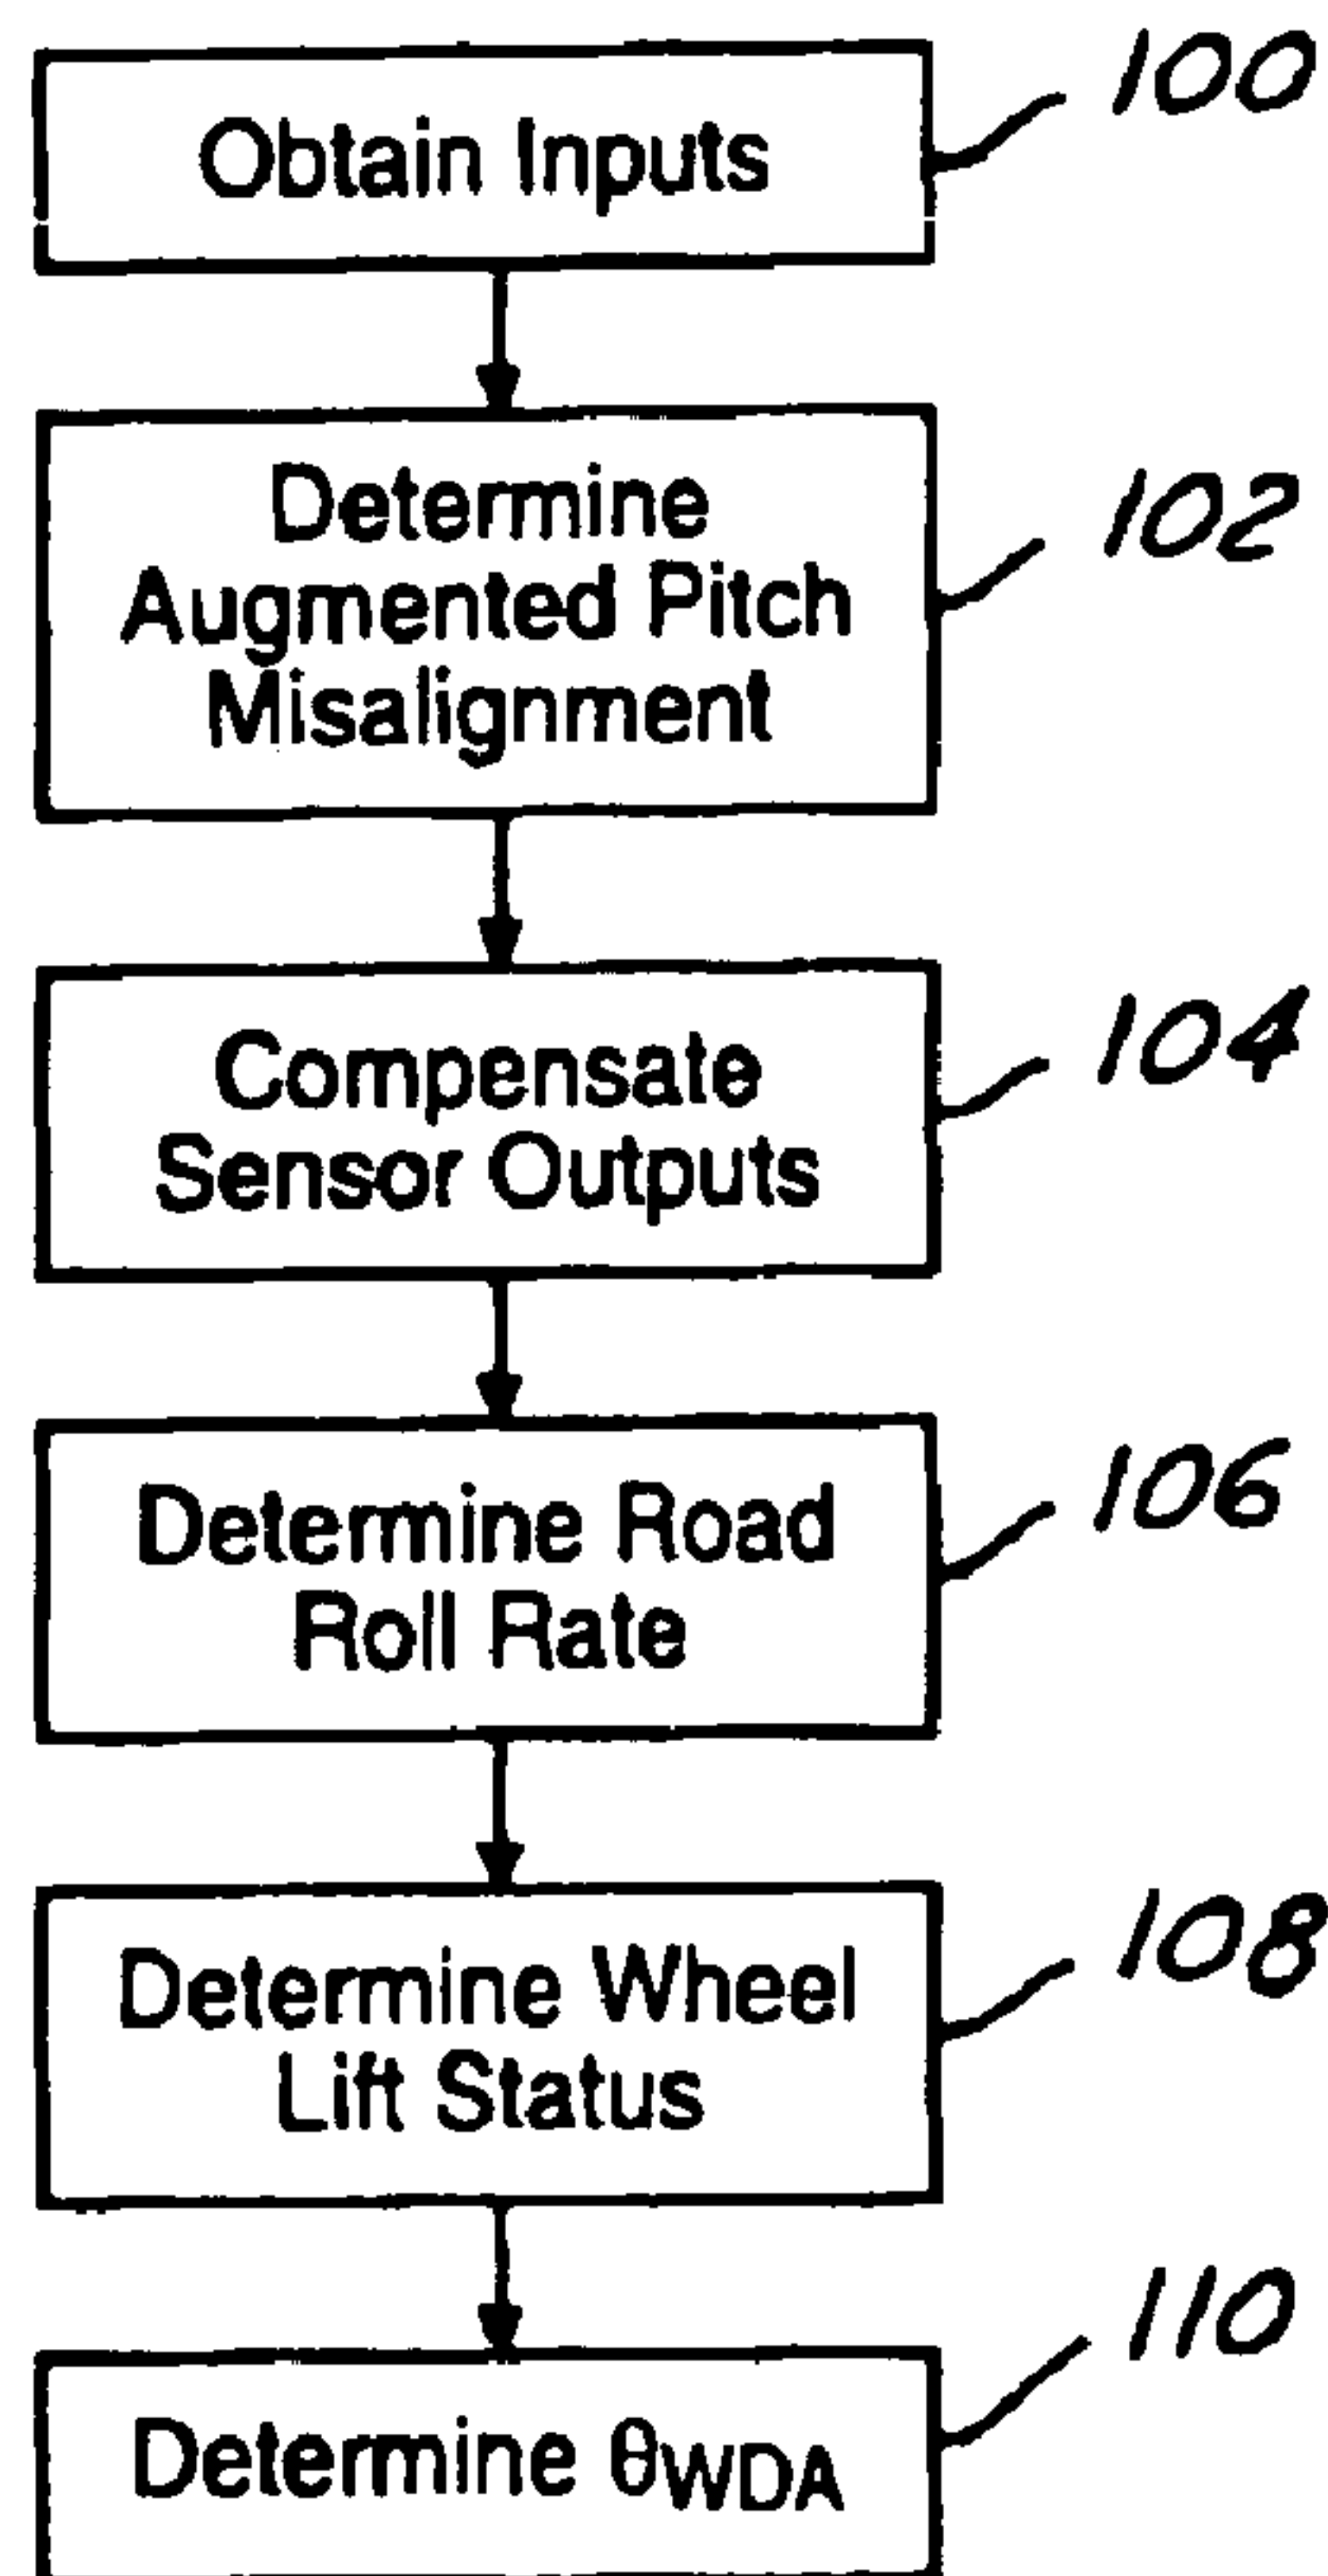 Obtain Inputs
100
Determine
Augmented Pitch
Misalignment
102
Compensate
Sensor Outputs
104
Determine Road
Roll Rate
106
Determine Wheel
Lift Status
108
Determine θWDA
110